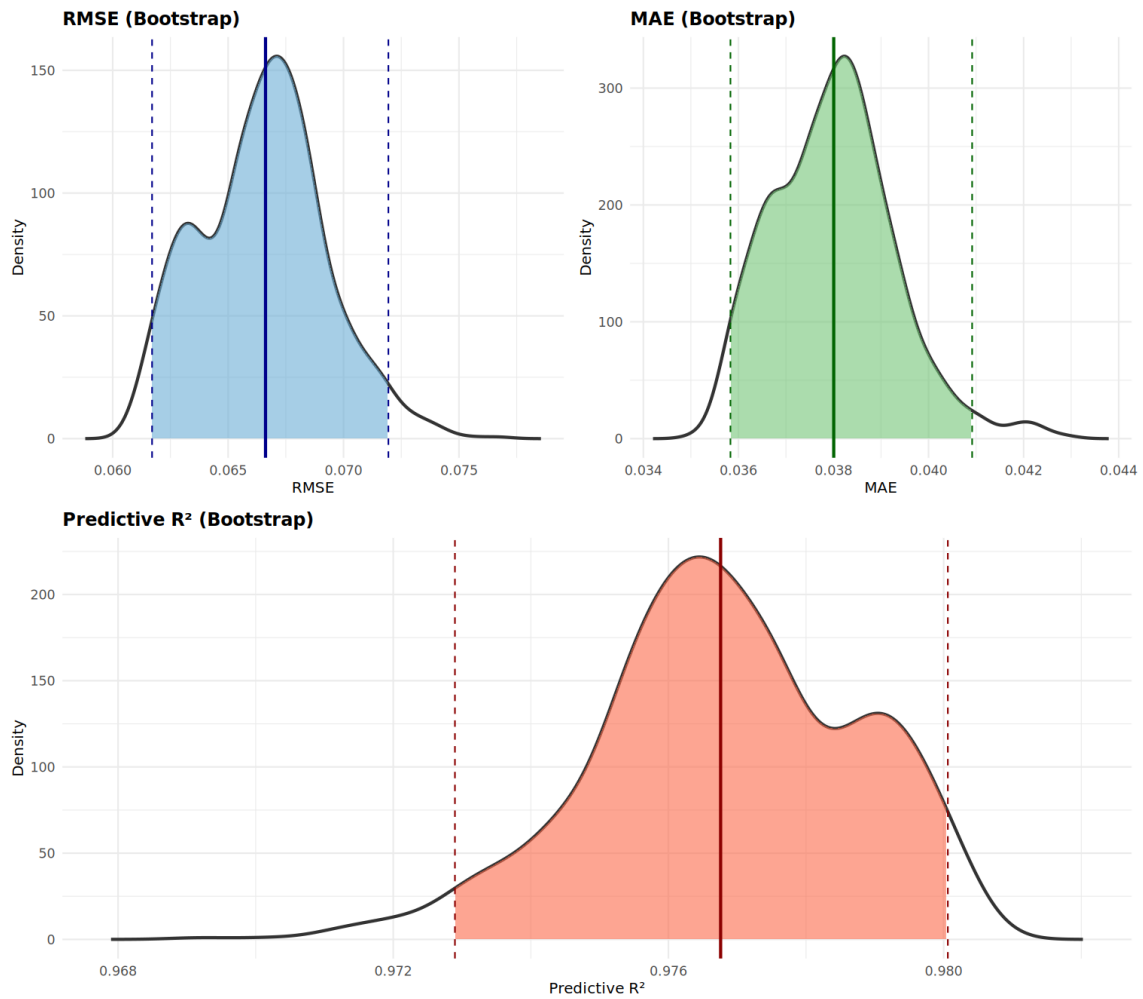 RMSE (Bootstrap)
Density
150
100
50
0
0.060 0.065 0.070 0.075
RMSE
MAE (Bootstrap)
Density
300
200
100
0
0.034 0.036 0.038 0.040 0.042 0.044
MAE
Predictive R² (Bootstrap)
Density
200
150
100
50
0
0.968 0.972 0.976 0.980
Predictive R²